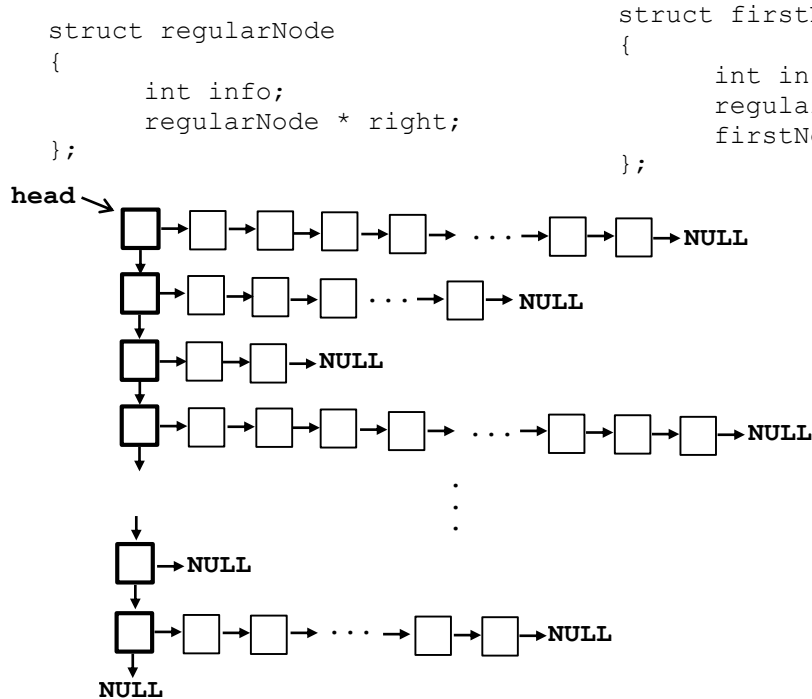 struct regularNode
{
int info;
regularNode * right;
};
struct first
{
int in
regula
firstNo
};
head
... NULL
... NULL
NULL
... NULL
.
.
.
NULL
... NULL
NULL